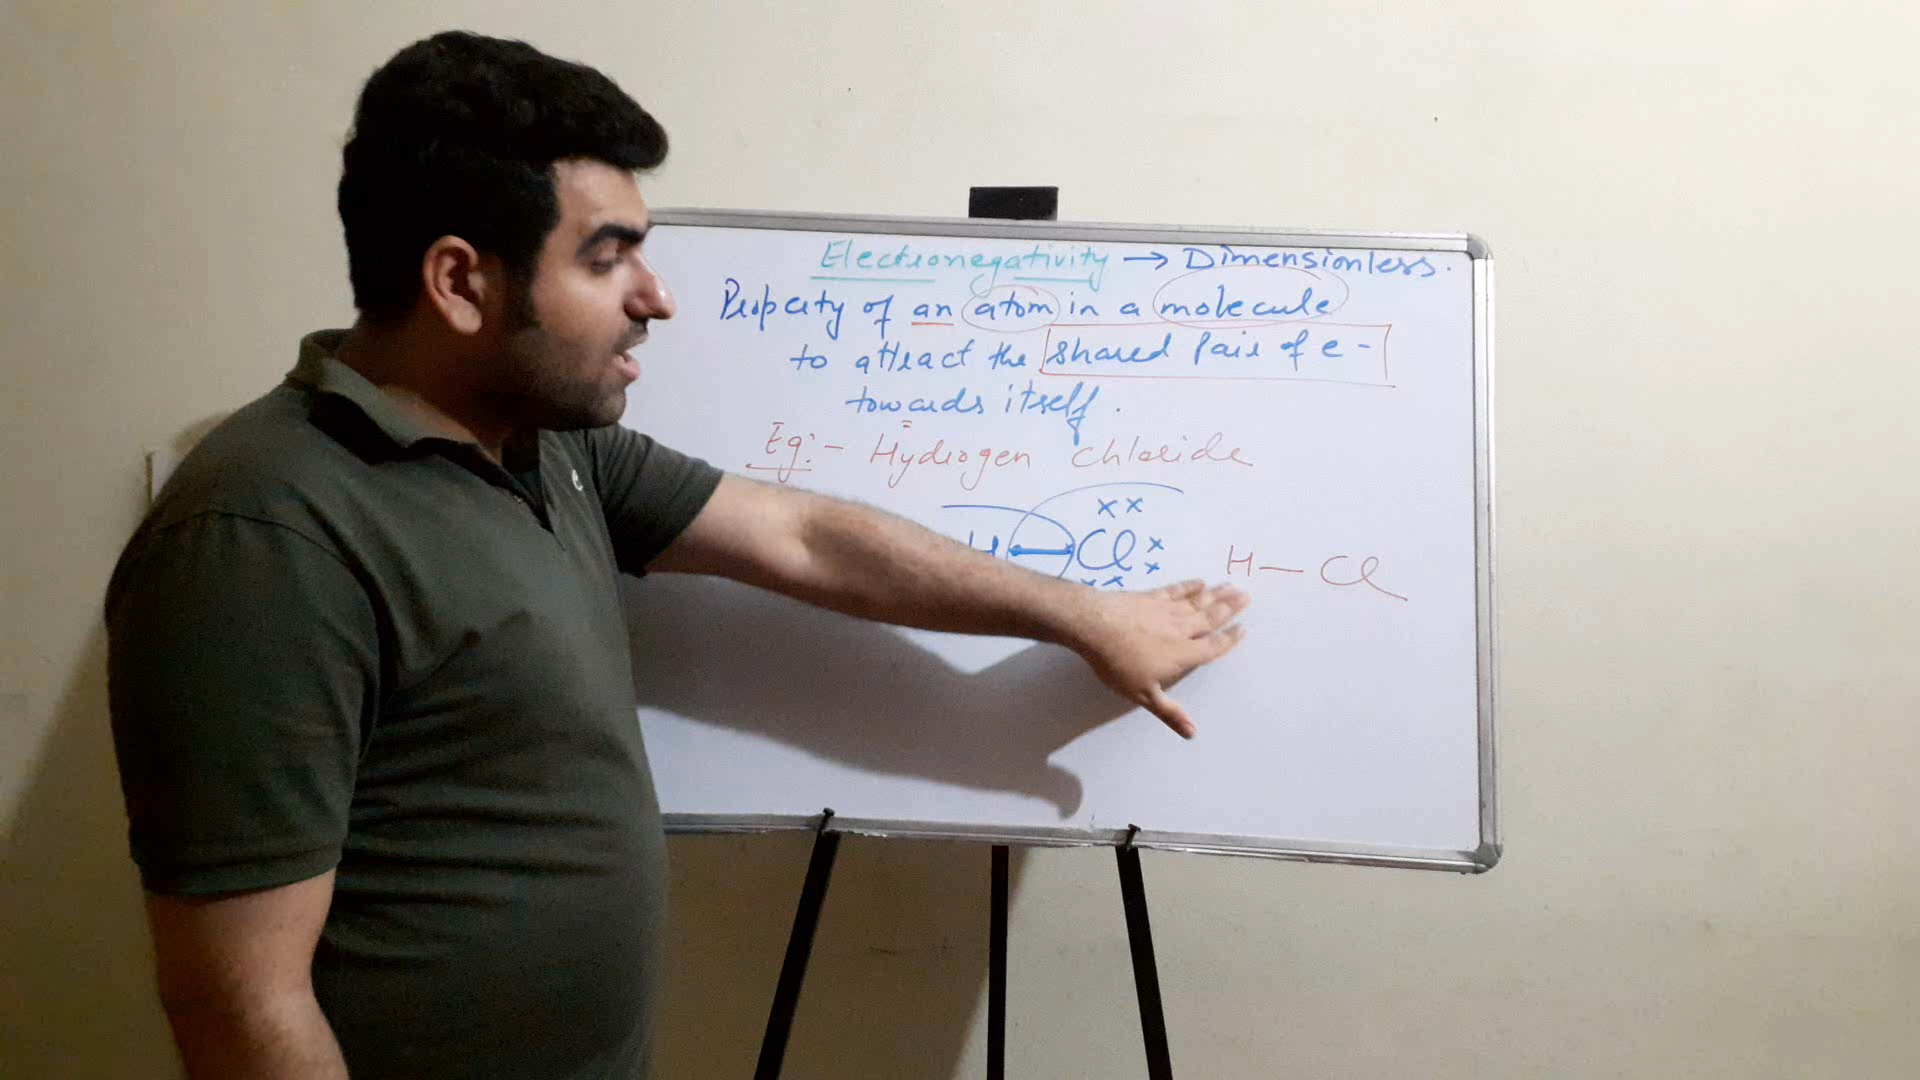 Electronegativity → Dimensionless.
Property of an atom in a molecule
to attract the shared Pair of e-
towards itself.
Eg:- Hydrogen chloride
H Cl H-Cl